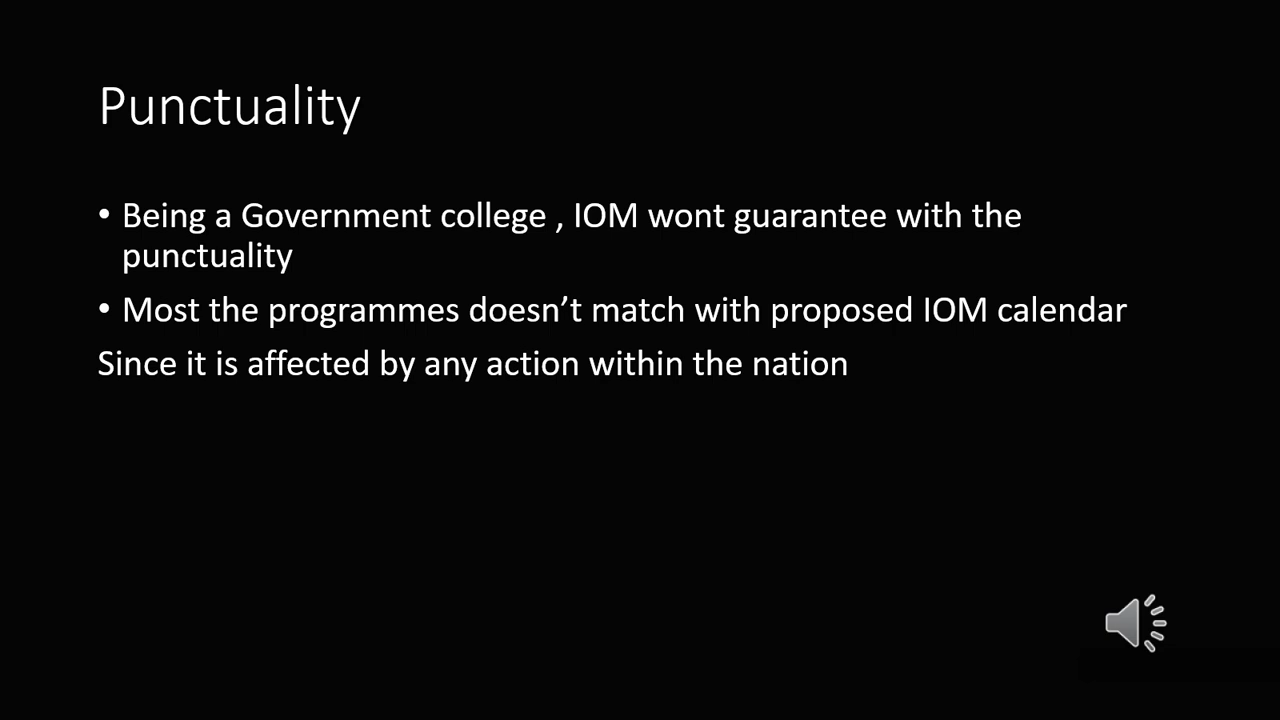 Punctuality
• Being a Government college , IOM wont guarantee with the
punctuality
• Most the programmes doesn’t match with proposed IOM calendar
Since it is affected by any action within the nation